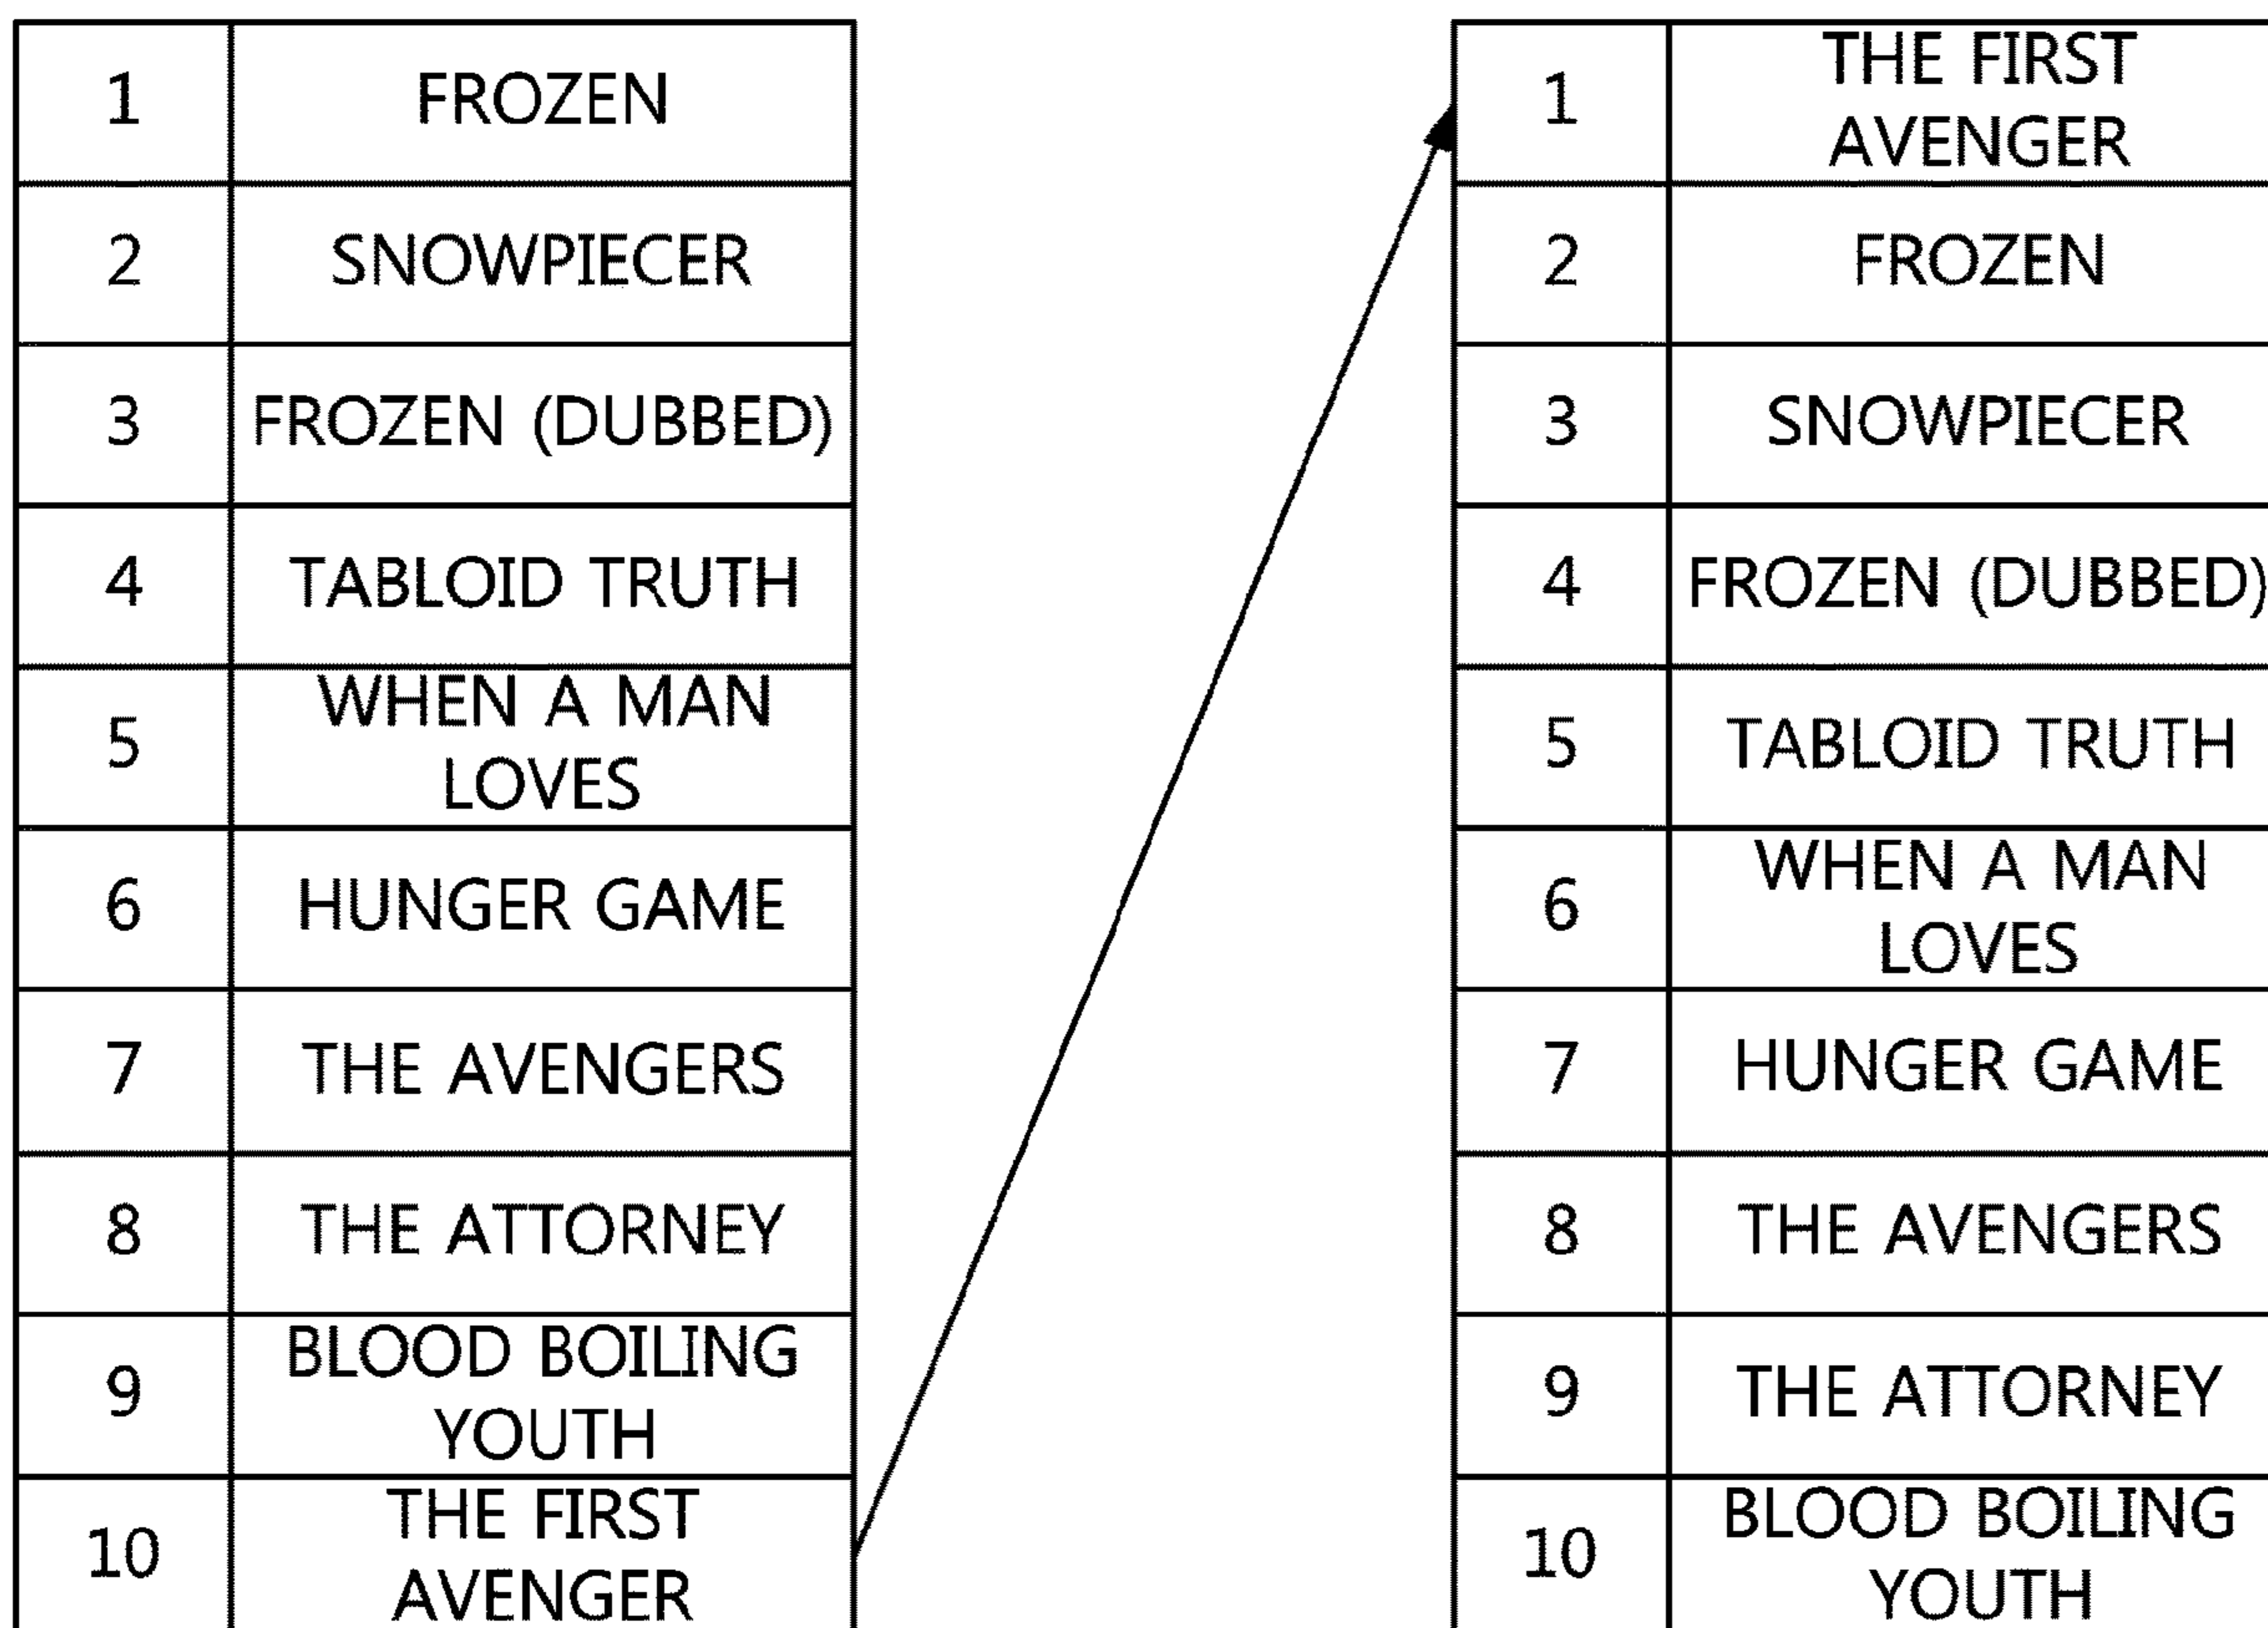 1 FROZEN
2 SNOWPIECER
3 FROZEN (DUBBED)
4 TABLOID TRUTH
5 WHEN A MAN
LOVES
6 HUNGER GAME
7 THE AVENGERS
8 THE ATTORNEY
9 BLOOD BOILING
YOUTH
10 THE FIRST
AVENGER
1 THE FIRST
AVENGER
2 FROZEN
3 SNOWPIECER
4 FROZEN (DUBBED)
5 TABLOID TRUTH
6 WHEN A MAN
LOVES
7 HUNGER GAME
8 THE AVENGERS
9 THE ATTORNEY
10 BLOOD BOILING
YOUTH